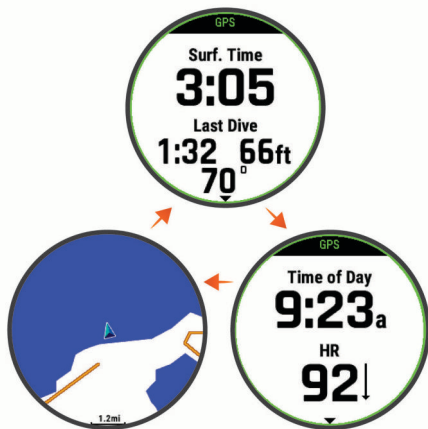 GPS
Surf. Time
3:05
Last Dive
1:32 66ft
70°
GPS
Time of Day
9:23a
HR
92
1.2mi